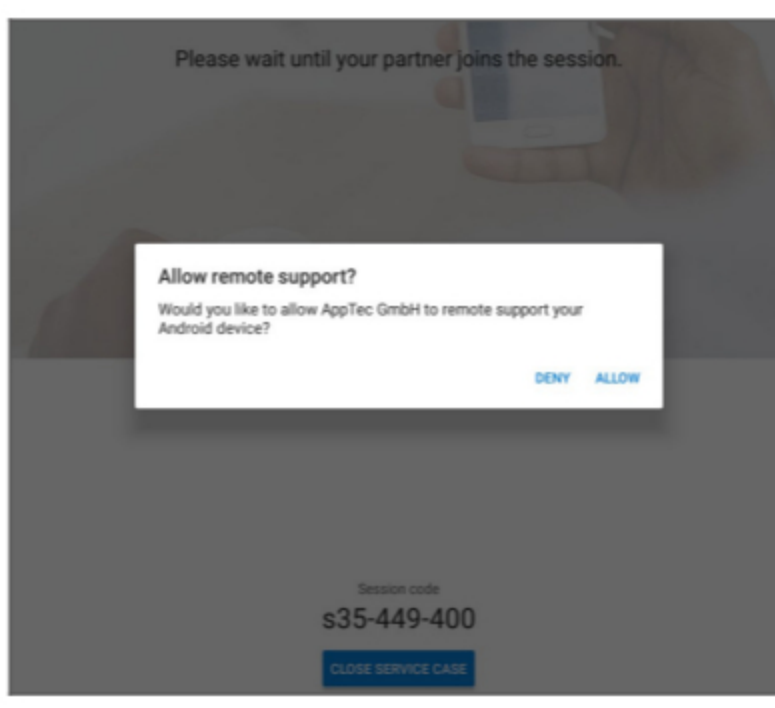 Please wait until your partner joins the session.
Allow remote support?
Would you like to allow AppTec GmbH to remote support your
Android device?
DENY ALLOW
Session code
s35-449-400
CLOSE SERVICE CASE